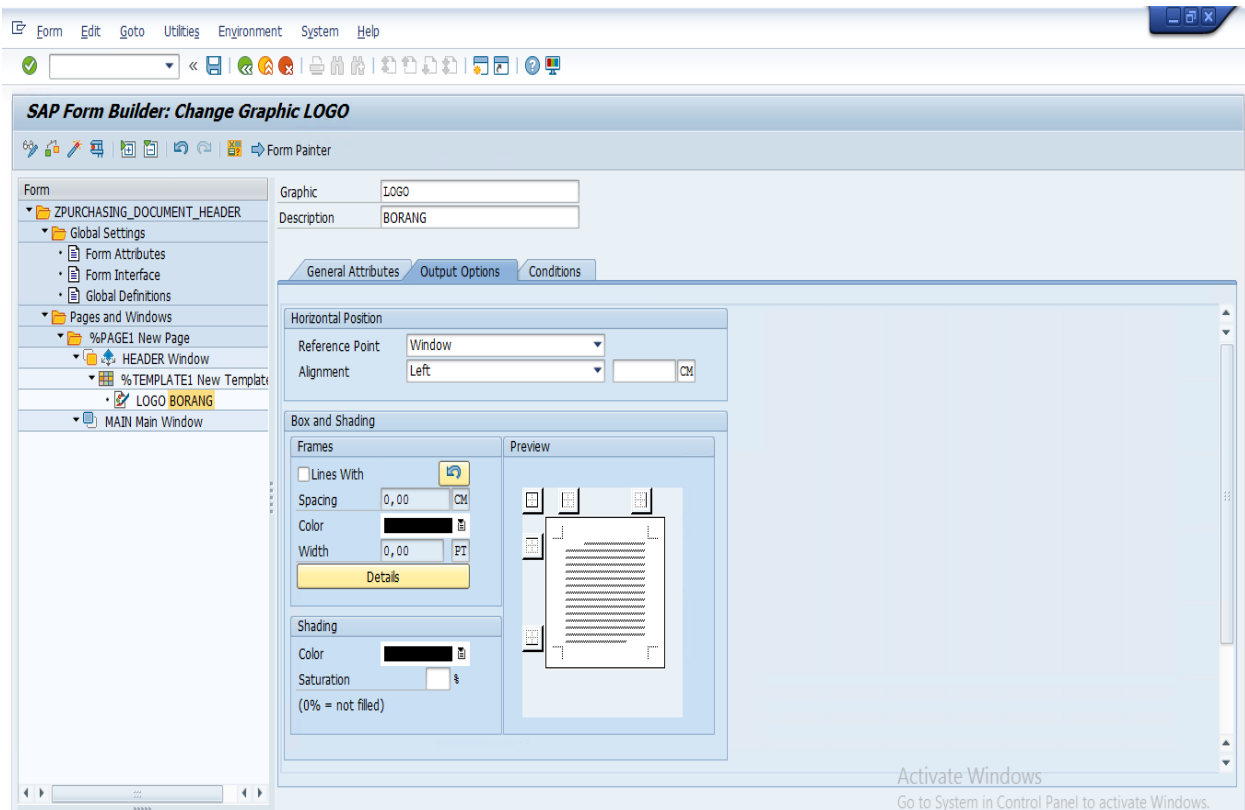 Form Edit Goto Utilities Environment System Help
SAP Form Builder: Change Graphic LOGO
Form Painter
Form
ZPURCHASING_DOCUMENT_HEADER
Global Settings
Form Attributes
Form Interface
Global Definitions
Pages and Windows
%PAGE1 New Page
HEADER Window
%TEMPLATE1 New Template
LOGO BORANG
MAIN Main Window
Graphic LOGO
Description BORANG
General Attributes Output Options Conditions
Horizontal Position
Reference Point Window
Alignment Left CM
Box and Shading
Frames
Lines With
Spacing 0,00 CM
Color
Width 0,00 PT
Details
Preview
Shading
Color
Saturation %
(0% = not filled)
Activate Windows
Go to System in Control Panel to activate Windows.